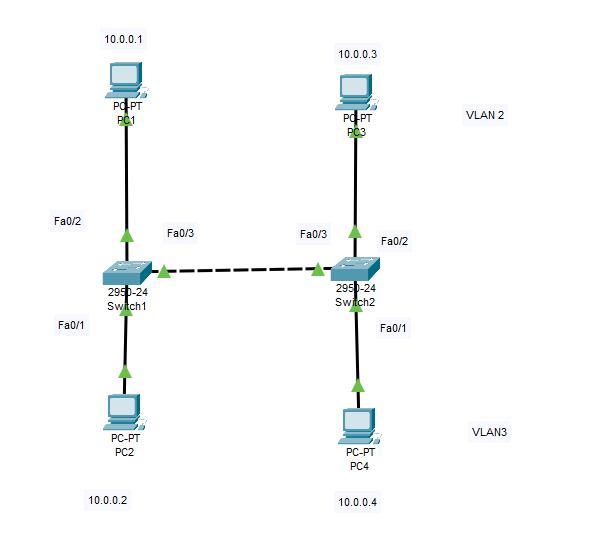 10.0.0.1
10.0.0.3
PC-PT
PC1
PC-PT
PC3
VLAN 2
Fa0/2
Fa0/3
Fa0/3
Fa0/2
2950-24
Switch1
2950-24
Switch2
Fa0/1
Fa0/1
PC-PT
PC2
PC-PT
PC4
VLAN3
10.0.0.2
10.0.0.4